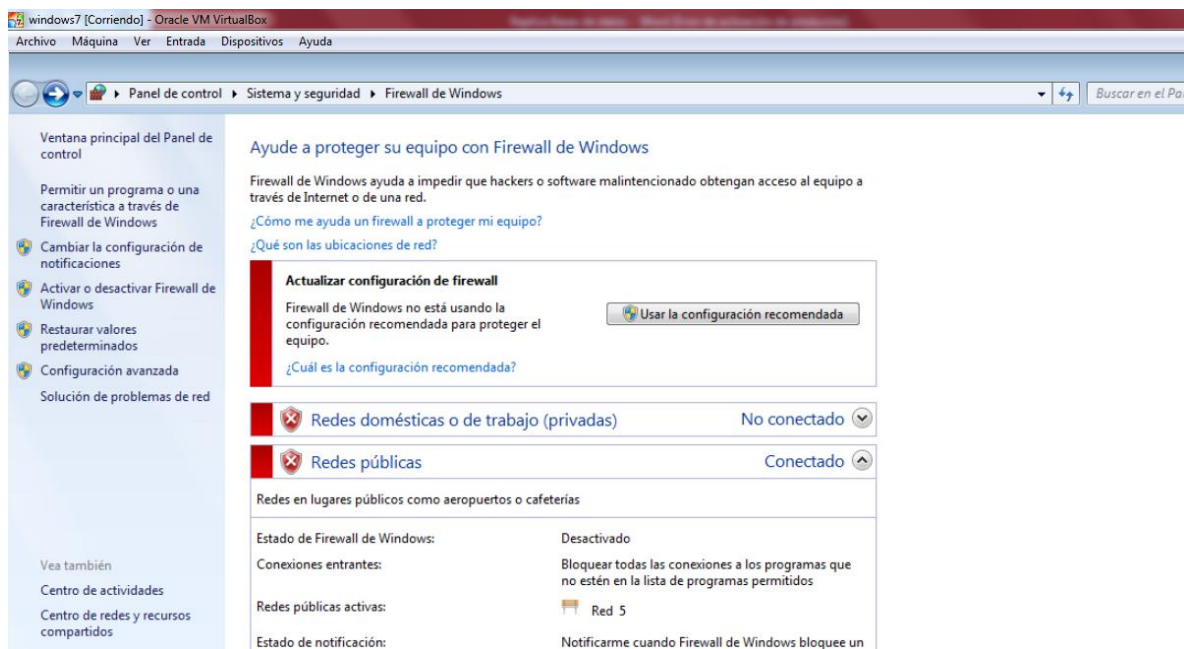 windows7 [Corriendo] - Oracle VM VirtualBox
Archivo Máquina Ver Entrada Dispositivos Ayuda
Panel de control ▸ Sistema y seguridad ▸ Firewall de Windows
Buscar en el Pa
Ventana principal del Panel de
control
Permitir un programa o una
característica a través de
Firewall de Windows
Cambiar la configuración de
notificaciones
Activar o desactivar Firewall de
Windows
Restaurar valores
predeterminados
Configuración avanzada
Solución de problemas de red
Vea también
Centro de actividades
Centro de redes y recursos
compartidos
Ayude a proteger su equipo con Firewall de Windows
Firewall de Windows ayuda a impedir que hackers o software malintencionado obtengan acceso al equipo a
través de Internet o de una red.
¿Cómo me ayuda un firewall a proteger mi equipo?
¿Qué son las ubicaciones de red?
Actualizar configuración de firewall
Firewall de Windows no está usando la
configuración recomendada para proteger el
equipo.
Usar la configuración recomendada
¿Cuál es la configuración recomendada?
Redes domésticas o de trabajo (privadas) No conectado
Redes públicas Conectado
Redes en lugares públicos como aeropuertos o cafeterías
Estado de Firewall de Windows: Desactivado
Conexiones entrantes: Bloquear todas las conexiones a los programas que
no estén en la lista de programas permitidos
Redes públicas activas: Red 5
Estado de notificación: Notificarme cuando Firewall de Windows bloquee un